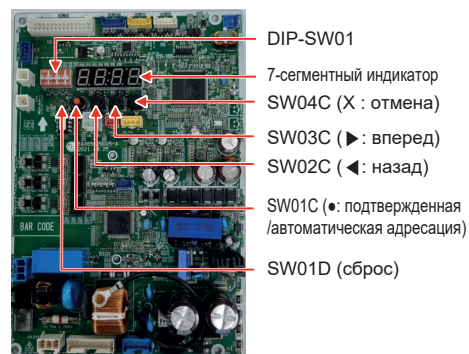 DIP-SW01
7-сегментный индикатор
SW04C (X : отмена)
SW03C (▶: вперед)
SW02C (◀: назад)
SW01C (●: подтвержденная
/автоматическая адресация)
SW01D (сброс)
BAR CODE